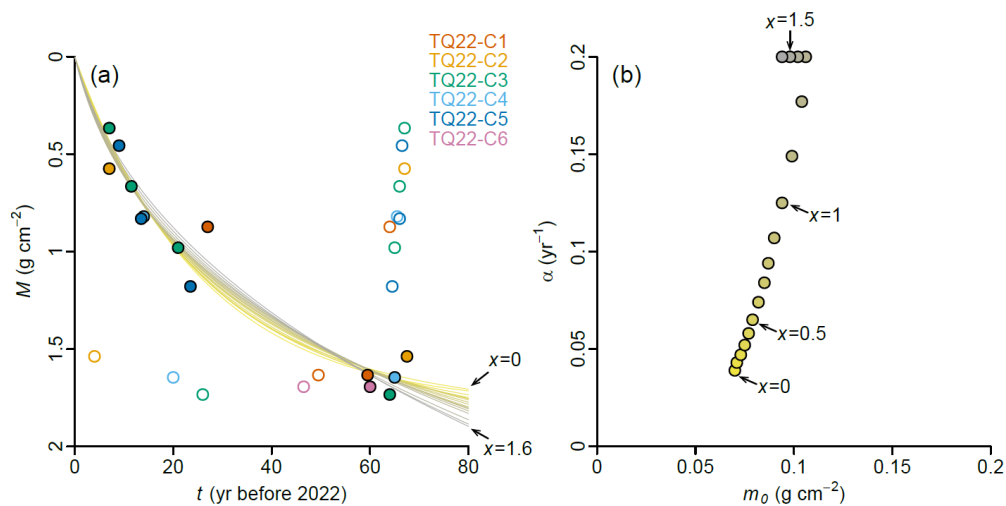 (a)
TQ22-C1
TQ22-C2
TQ22-C3
TQ22-C4
TQ22-C5
TQ22-C6
0
0.5
1
1.5
2
M (g cm⁻²)
x=0
x=1.6
0 20 40 60 80
t (yr before 2022)
(b)
x=1.5
x=1
x=0.5
x=0
0.2
0.15
0.1
0.05
0
α (yr⁻¹)
0 0.05 0.1 0.15 0.2
m₀ (g cm⁻²)